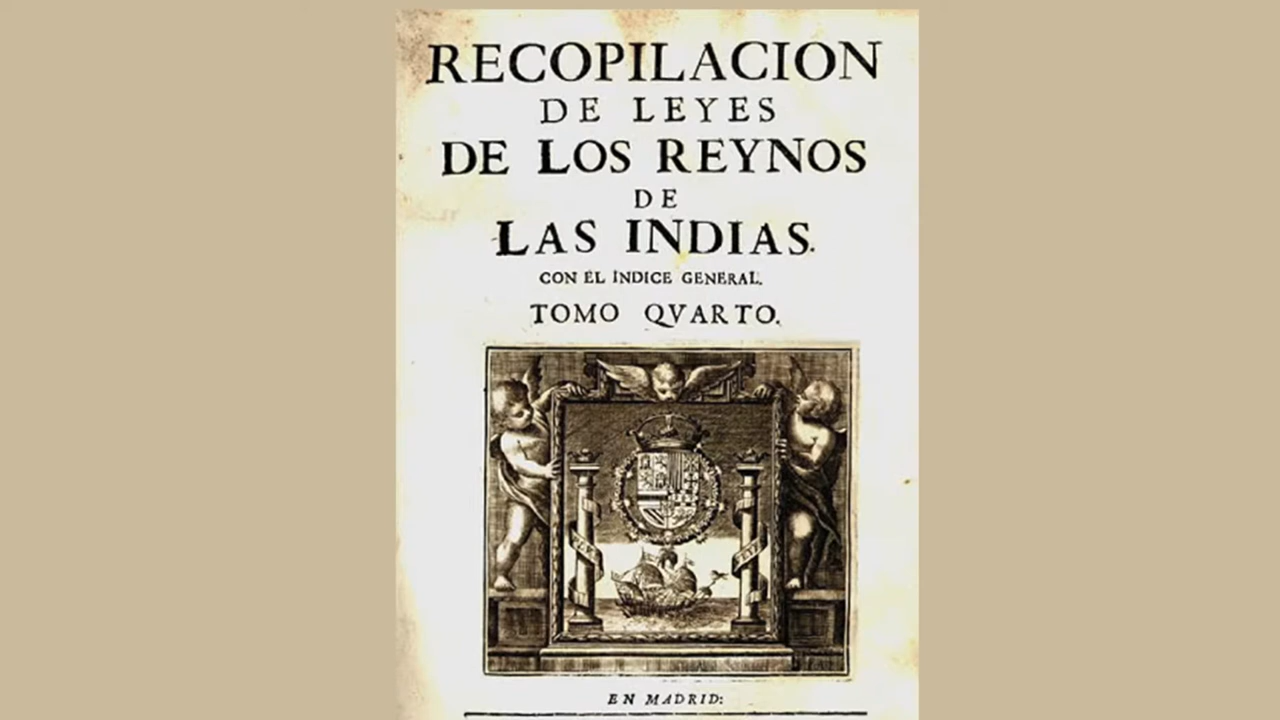 RECOPILACION
DE LEYES
DE LOS REYNOS
DE
LAS INDIAS.
CON EL INDICE GENERAL.
TOMO QVARTO.
EN MADRID: